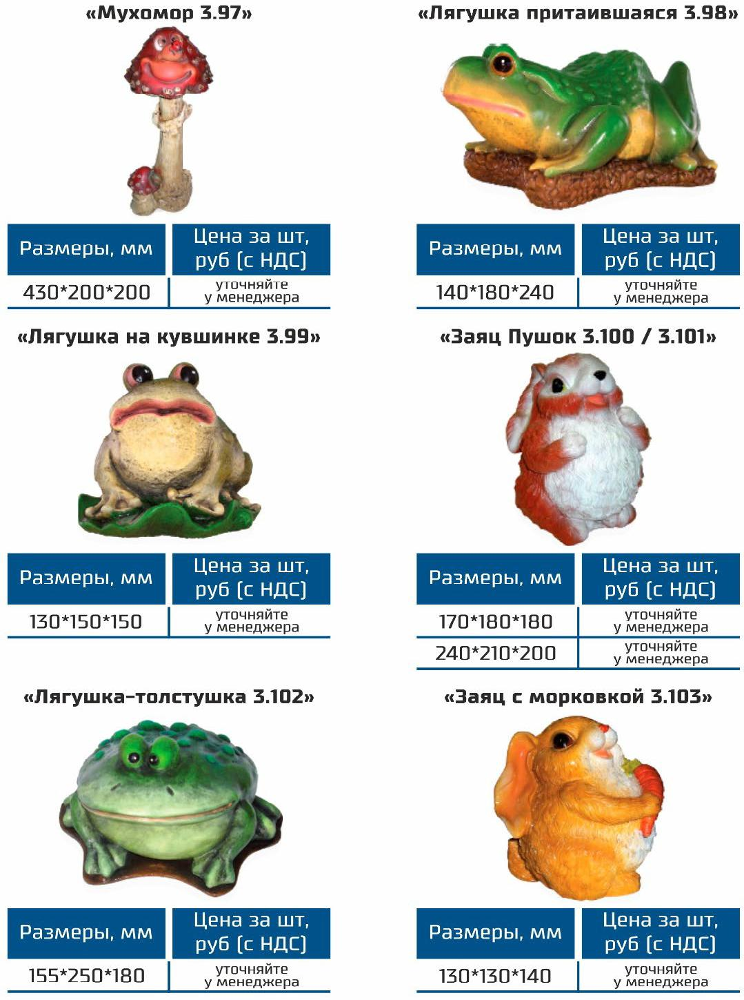 «Мухомор 3.97»
«Лягушка притаившаяся 3.98»
Размеры, мм
Цена за шт,
руб (с НДС)
430*200*200
уточняйте
у менеджера
Размеры, мм
Цена за шт,
руб (с НДС)
140*180*240
уточняйте
у менеджера
«Лягушка на кувшинке 3.99»
«Заяц Пушок 3.100 / 3.101»
Размеры, мм
Цена за шт,
руб (с НДС)
130*150*150
уточняйте
у менеджера
Размеры, мм
Цена за шт,
руб (с НДС)
170*180*180
уточняйте
у менеджера
240*210*200
уточняйте
у менеджера
«Лягушка-толстушка 3.102»
«Заяц с морковкой 3.103»
Размеры, мм
Цена за шт,
руб (с НДС)
155*250*180
уточняйте
у менеджера
Размеры, мм
Цена за шт,
руб (с НДС)
130*130*140
уточняйте
у менеджера